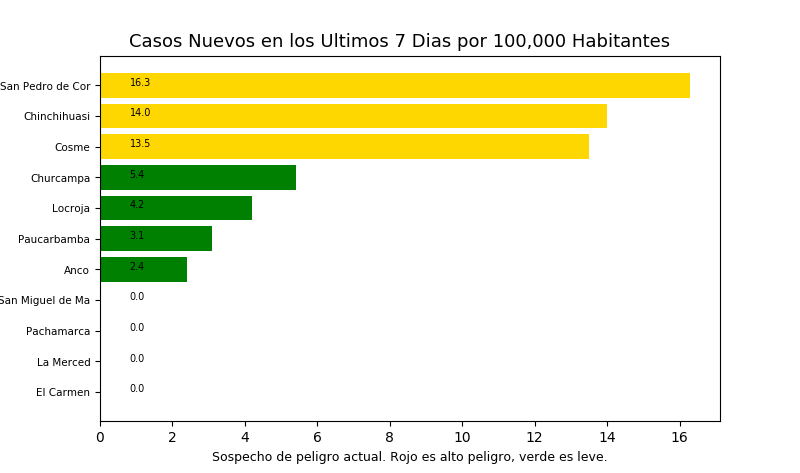 Casos Nuevos en los Ultimos 7 Dias por 100,000 Habitantes
San Pedro de Cor 16.3
Chinchihuasi 14.0
Cosme 13.5
Churcampa 5.4
Locroja 4.2
Paucarbamba 3.1
Anco 2.4
San Miguel de Ma 0.0
Pachamarca 0.0
La Merced 0.0
El Carmen 0.0
0 2 4 6 8 10 12 14 16
Sospecho de peligro actual. Rojo es alto peligro, verde es leve.